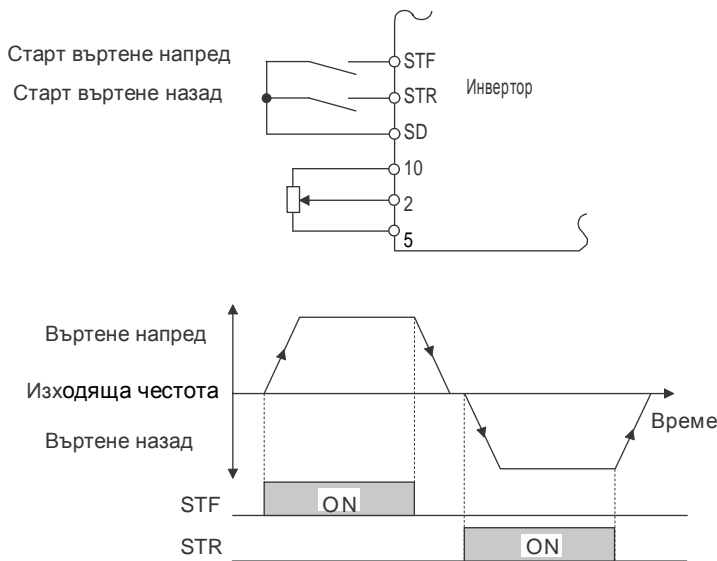 Старт въртене напред
STF
Старт въртене назад
STR
Инвертор
SD
10
2
5
Въртене напред
Изходяща честота
Време
Въртене назад
STF
ON
STR
ON